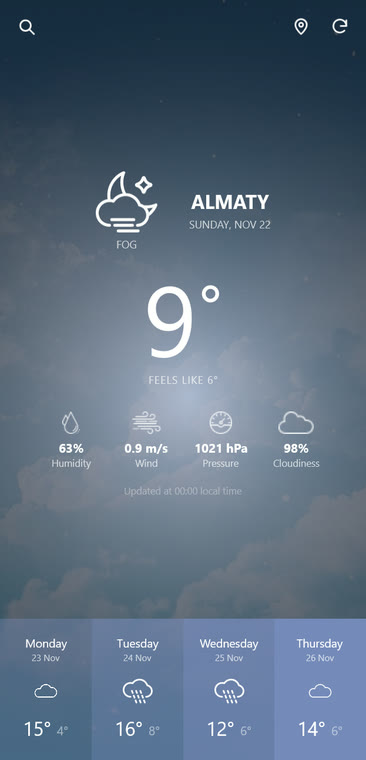 ALMATY
SUNDAY, NOV 22
FOG
9°
FEELS LIKE 6°
63% 0.9 m/s 1021 hPa 98%
Humidity Wind Pressure Cloudiness
Updated at 00:00 local time
Monday Tuesday Wednesday Thursday
23 Nov 24 Nov 25 Nov 26 Nov
15° 4° 16° 8° 12° 6° 14° 6°